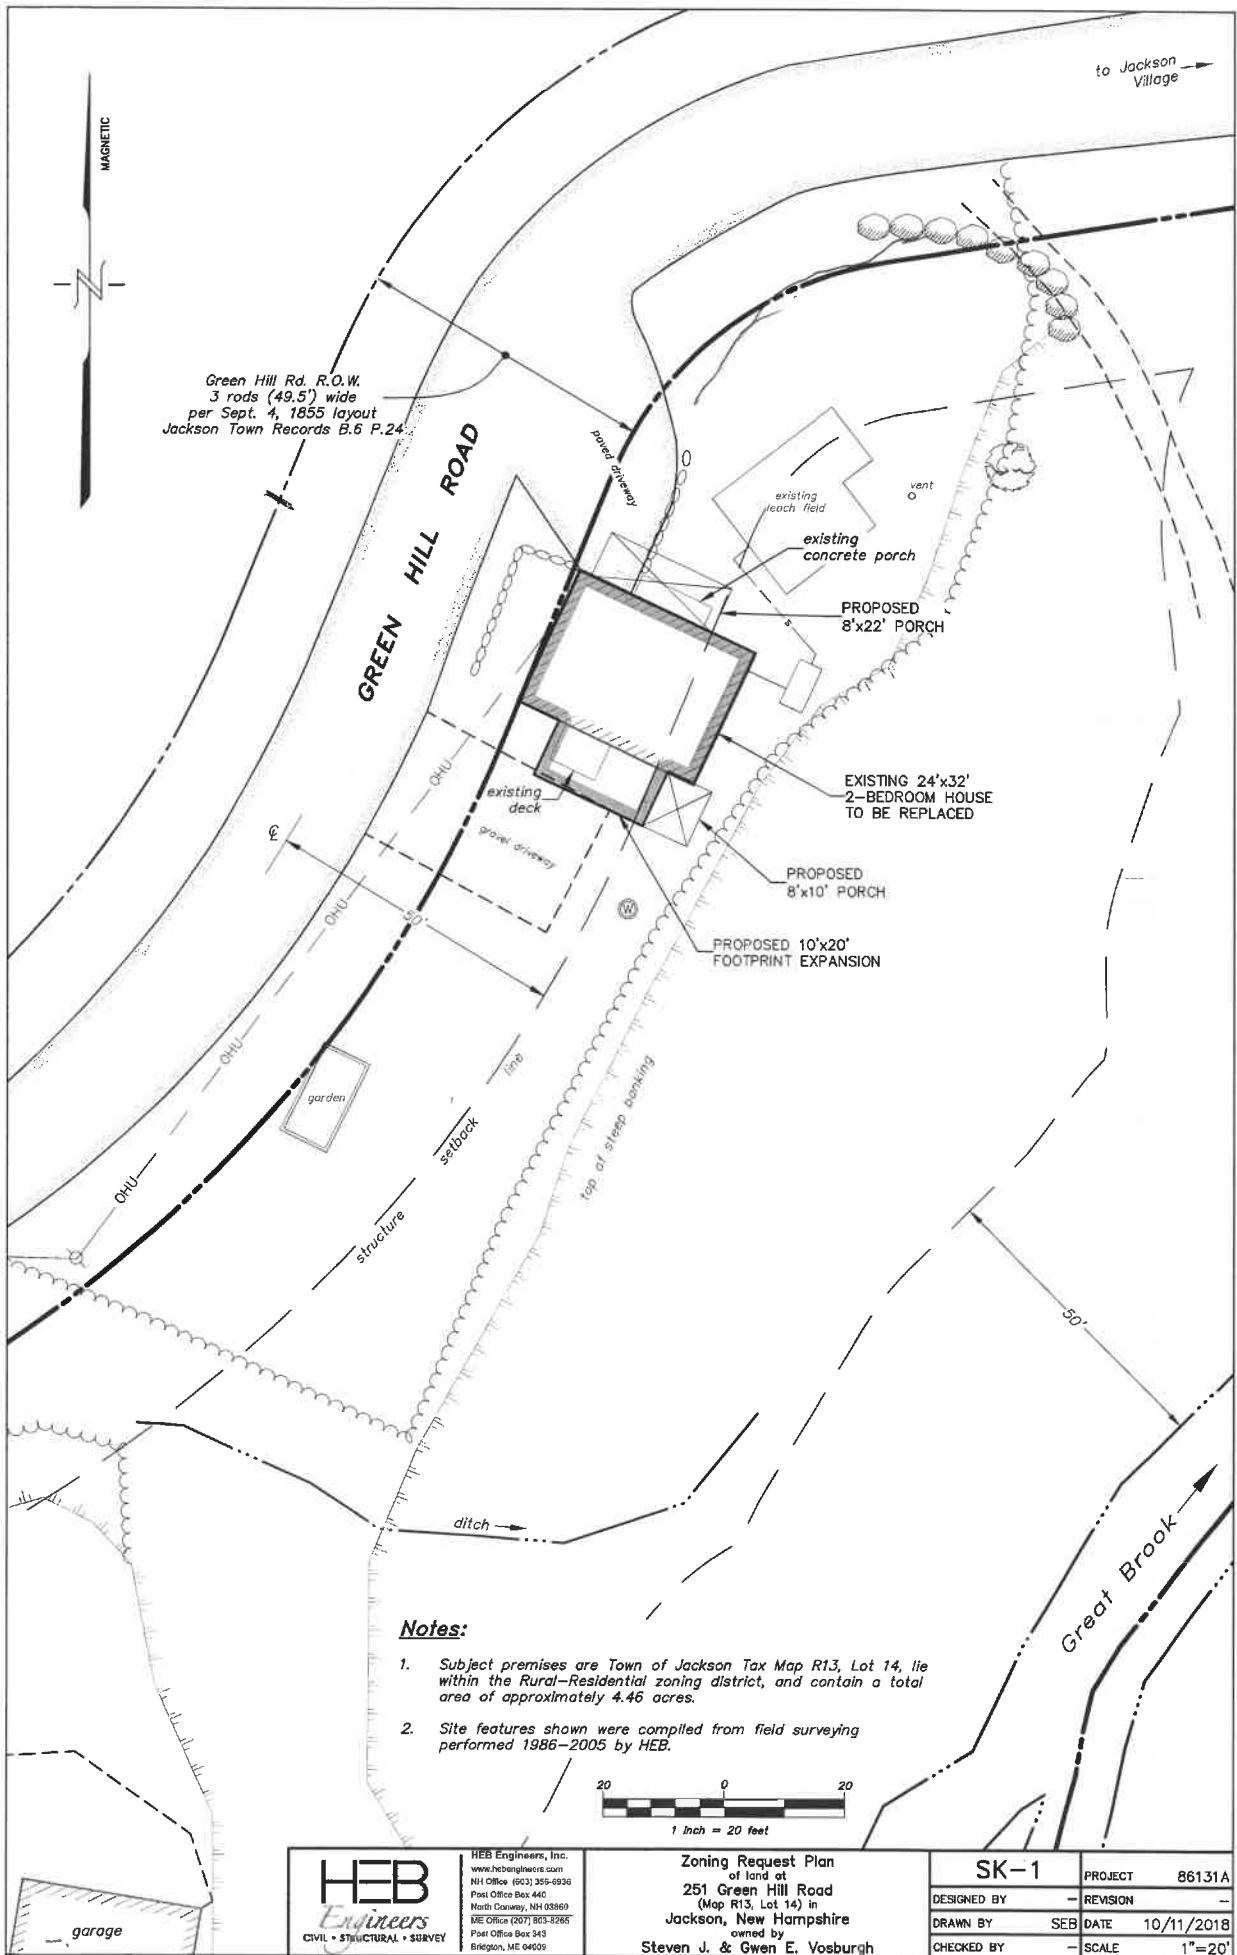 to Jackson
Village
MAGNETIC
N
Green Hill Rd. R.O.W.
3 rods (49.5') wide
per Sept. 4, 1855 layout
Jackson Town Records B.6 P.24
GREEN HILL ROAD
paved driveway
existing
leach field
vent
existing
concrete porch
PROPOSED
8'x22' PORCH
S
OHU
existing
deck
gravel driveway
EXISTING 24'x32'
2-BEDROOM HOUSE
TO BE REPLACED
PROPOSED
8'x10' PORCH
W
PROPOSED 10'x20'
FOOTPRINT EXPANSION
℄
50'
OHU
OHU
OHU
garden
structure setback line
top of steep banking
50'
ditch
Great Brook
Notes:
1. Subject premises are Town of Jackson Tax Map R13, Lot 14, lie
within the Rural-Residential zoning district, and contain a total
area of approximately 4.46 acres.
2. Site features shown were compiled from field surveying
performed 1986-2005 by HEB.
20 0 20
1 inch = 20 feet
garage
HEB
Engineers
CIVIL • STRUCTURAL • SURVEY
HEB Engineers, Inc.
www.hebengineers.com
NH Office (603) 356-6936
Post Office Box 440
North Conway, NH 03860
ME Office (207) 803-8265
Post Office Box 343
Bridgton, ME 04009
Zoning Request Plan
of land at
251 Green Hill Road
(Map R13, Lot 14) in
Jackson, New Hampshire
owned by
Steven J. & Gwen E. Vosburgh
SK-1
PROJECT 86131A
DESIGNED BY -
REVISION -
DRAWN BY SEB
DATE 10/11/2018
CHECKED BY -
SCALE 1"=20'